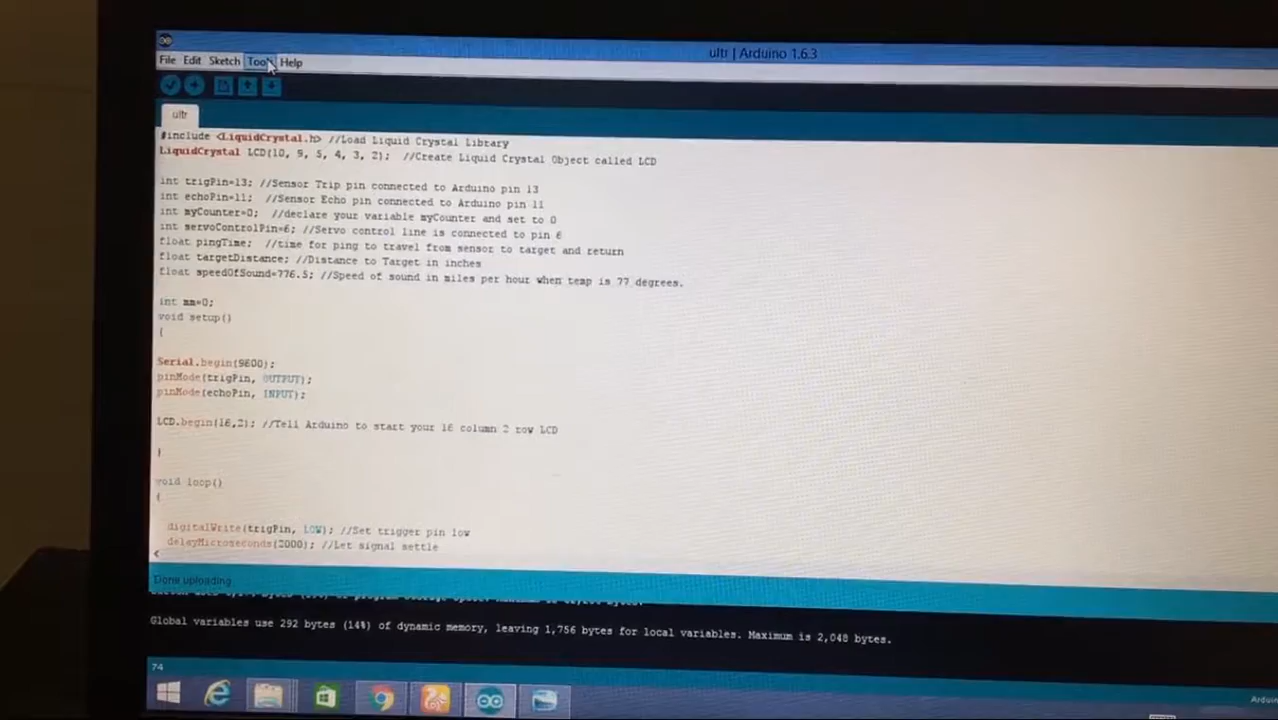 ultr | Arduino 1.6.3
File Edit Sketch Tools Help
ultr
#include <LiquidCrystal.h> //Load Liquid Crystal Library
LiquidCrystal LCD(10, 9, 5, 4, 3, 2); //Create Liquid Crystal Object called LCD
int trigPin=13; //Sensor Trip pin connected to Arduino pin 13
int echoPin=11; //Sensor Echo pin connected to Arduino pin 11
int myCounter=0; //declare your variable myCounter and set to 0
int servoControlPin=6; //Servo control line is connected to pin 6
float pingTime; //time for ping to travel from sensor to target and return
float targetDistance; //Distance to Target in inches
float speedOfSound=776.5; //Speed of sound in miles per hour when temp is 77 degrees.
int mm=0;
void setup()
{
Serial.begin(9600);
pinMode(trigPin, OUTPUT);
pinMode(echoPin, INPUT);
LCD.begin(16,2); //Tell Arduino to start your 16 column 2 row LCD
}
void loop()
{
digitalWrite(trigPin, LOW); //Set trigger pin low
delayMicroseconds(2000); //Let signal settle
Done uploading.
Global variables use 292 bytes (14%) of dynamic memory, leaving 1,756 bytes for local variables. Maximum is 2,048 bytes.
74